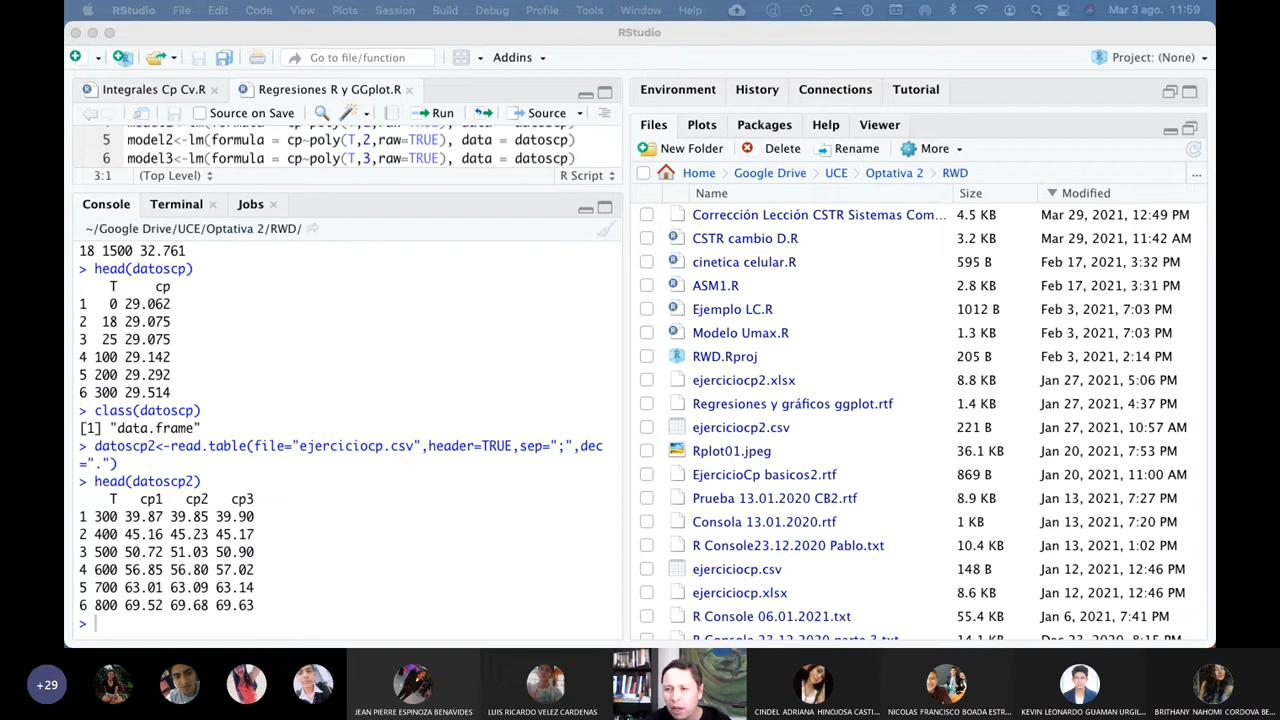 RStudio File Edit Code View Plots Session Build Debug Profile Tools Window Help Mar 3 ago. 11:59
RStudio
Go to file/function Addins Project: (None)
Integrales Cp Cv.R Regresiones R y GGplot.R
Source on Save Run Source
5 model2<-lm(formula = cp~poly(T,2,raw=TRUE), data = datoscp)
6 model3<-lm(formula = cp~poly(T,3,raw=TRUE), data = datoscp)
3:1 (Top Level) R Script
Console Terminal Jobs
~/Google Drive/UCE/Optativa 2/RWD/
18 1500 32.761
> head(datoscp)
T cp
1 0 29.062
2 18 29.075
3 25 29.075
4 100 29.142
5 200 29.292
6 300 29.514
> class(datoscp)
[1] "data.frame"
> datoscp2<-read.table(file="ejerciciocp.csv",header=TRUE,sep=";",dec
=".")
> head(datoscp2)
T cp1 cp2 cp3
1 300 39.87 39.85 39.90
2 400 45.16 45.23 45.17
3 500 50.72 51.03 50.90
4 600 56.85 56.80 57.02
5 700 63.01 63.09 63.14
6 800 69.52 69.68 69.63
>
Environment History Connections Tutorial
Files Plots Packages Help Viewer
New Folder Delete Rename More
Home Google Drive UCE Optativa 2 RWD ...
Name Size Modified
Corrección Lección CSTR Sistemas Com... 4.5 KB Mar 29, 2021, 12:49 PM
CSTR cambio D.R 3.2 KB Mar 29, 2021, 11:42 AM
cinetica celular.R 595 B Feb 17, 2021, 3:32 PM
ASM1.R 2.8 KB Feb 17, 2021, 3:31 PM
Ejemplo LC.R 1012 B Feb 3, 2021, 7:03 PM
Modelo Umax.R 1.3 KB Feb 3, 2021, 7:03 PM
RWD.Rproj 205 B Feb 3, 2021, 2:14 PM
ejerciciocp2.xlsx 8.8 KB Jan 27, 2021, 5:06 PM
Regresiones y gráficos ggplot.rtf 1.4 KB Jan 27, 2021, 4:37 PM
ejerciciocp2.csv 221 B Jan 27, 2021, 10:57 AM
Rplot01.jpeg 36.1 KB Jan 20, 2021, 7:53 PM
EjercicioCp basicos2.rtf 869 B Jan 20, 2021, 11:00 AM
Prueba 13.01.2020 CB2.rtf 8.9 KB Jan 13, 2021, 7:27 PM
Consola 13.01.2020.rtf 1 KB Jan 13, 2021, 7:20 PM
R Console23.12.2020 Pablo.txt 10.4 KB Jan 13, 2021, 1:02 PM
ejerciciocp.csv 148 B Jan 12, 2021, 12:46 PM
ejerciciocp.xlsx 8.6 KB Jan 12, 2021, 12:46 PM
R Console 06.01.2021.txt 55.4 KB Jan 6, 2021, 7:41 PM
R Console 23.12.2020 parte 3.txt 14.1 KB Dec 23, 2020, 8:15 PM
+29 JEAN PIERRE ESPINOZA BENAVIDES LUIS RICARDO VELEZ CARDENAS CINDEL ADRIANA HINOJOSA CASTI... NICOLAS FRANCISCO BOADA ESTR... KEVIN LEONARDO GUAMAN URGIL... BRITHANY NAHOMI CORDOVA BE...